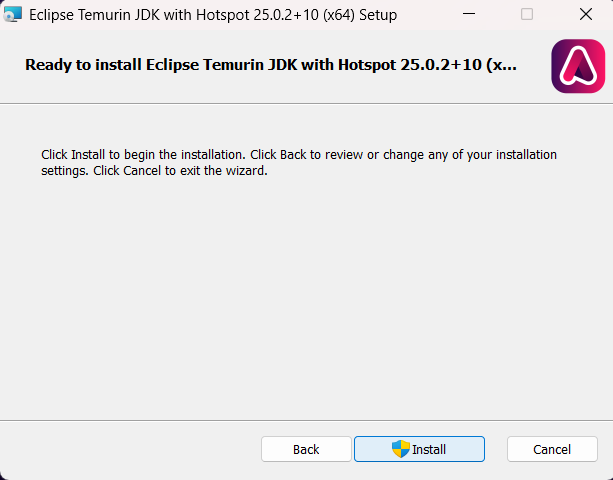 Eclipse Temurin JDK with Hotspot 25.0.2+10 (x64) Setup
Ready to install Eclipse Temurin JDK with Hotspot 25.0.2+10 (x...
Click Install to begin the installation. Click Back to review or change any of your installation
settings. Click Cancel to exit the wizard.
Back
Install
Cancel